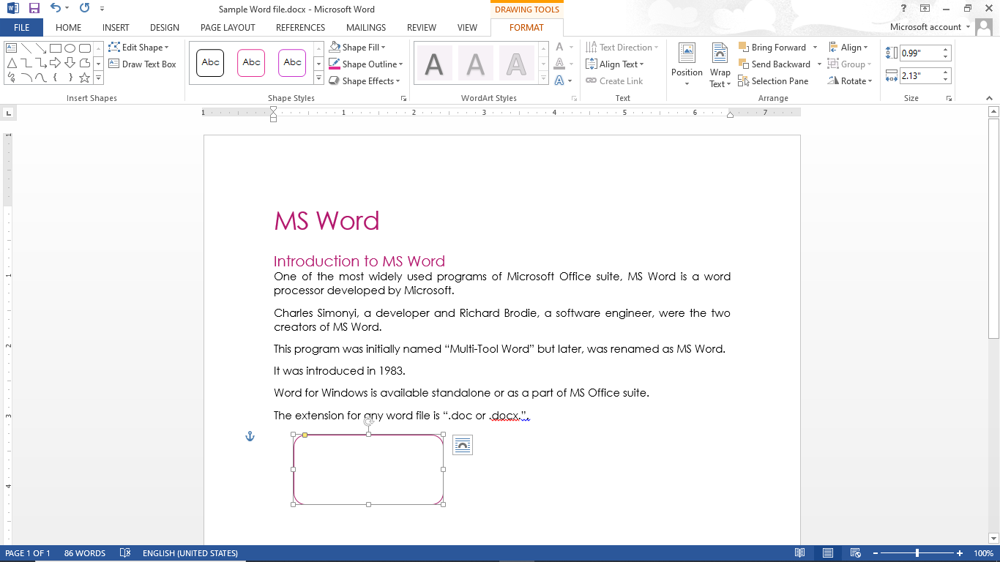 Sample Word file.docx - Microsoft Word
DRAWING TOOLS
?
FILE HOME INSERT DESIGN PAGE LAYOUT REFERENCES MAILINGS REVIEW VIEW FORMAT Microsoft account
Edit Shape
Draw Text Box
Insert Shapes
Abc Abc Abc
Shape Fill
Shape Outline
Shape Effects
Shape Styles
A A A
A
A
A
WordArt Styles
Text Direction
Align Text
Create Link
Text
Position
Wrap
Text
Bring Forward
Send Backward
Selection Pane
Align
Group
Rotate
Arrange
0.99"
2.13"
Size
L
1 1 2 3 4 5 6 7
1
1
2
3
4
MS Word
Introduction to MS Word
One of the most widely used programs of Microsoft Office suite, MS Word is a word
processor developed by Microsoft.
Charles Simonyi, a developer and Richard Brodie, a software engineer, were the two
creators of MS Word.
This program was initially named “Multi-Tool Word” but later, was renamed as MS Word.
It was introduced in 1983.
Word for Windows is available standalone or as a part of MS Office suite.
The extension for any word file is “.doc or .docx.”.
PAGE 1 OF 1 86 WORDS ENGLISH (UNITED STATES) 100%